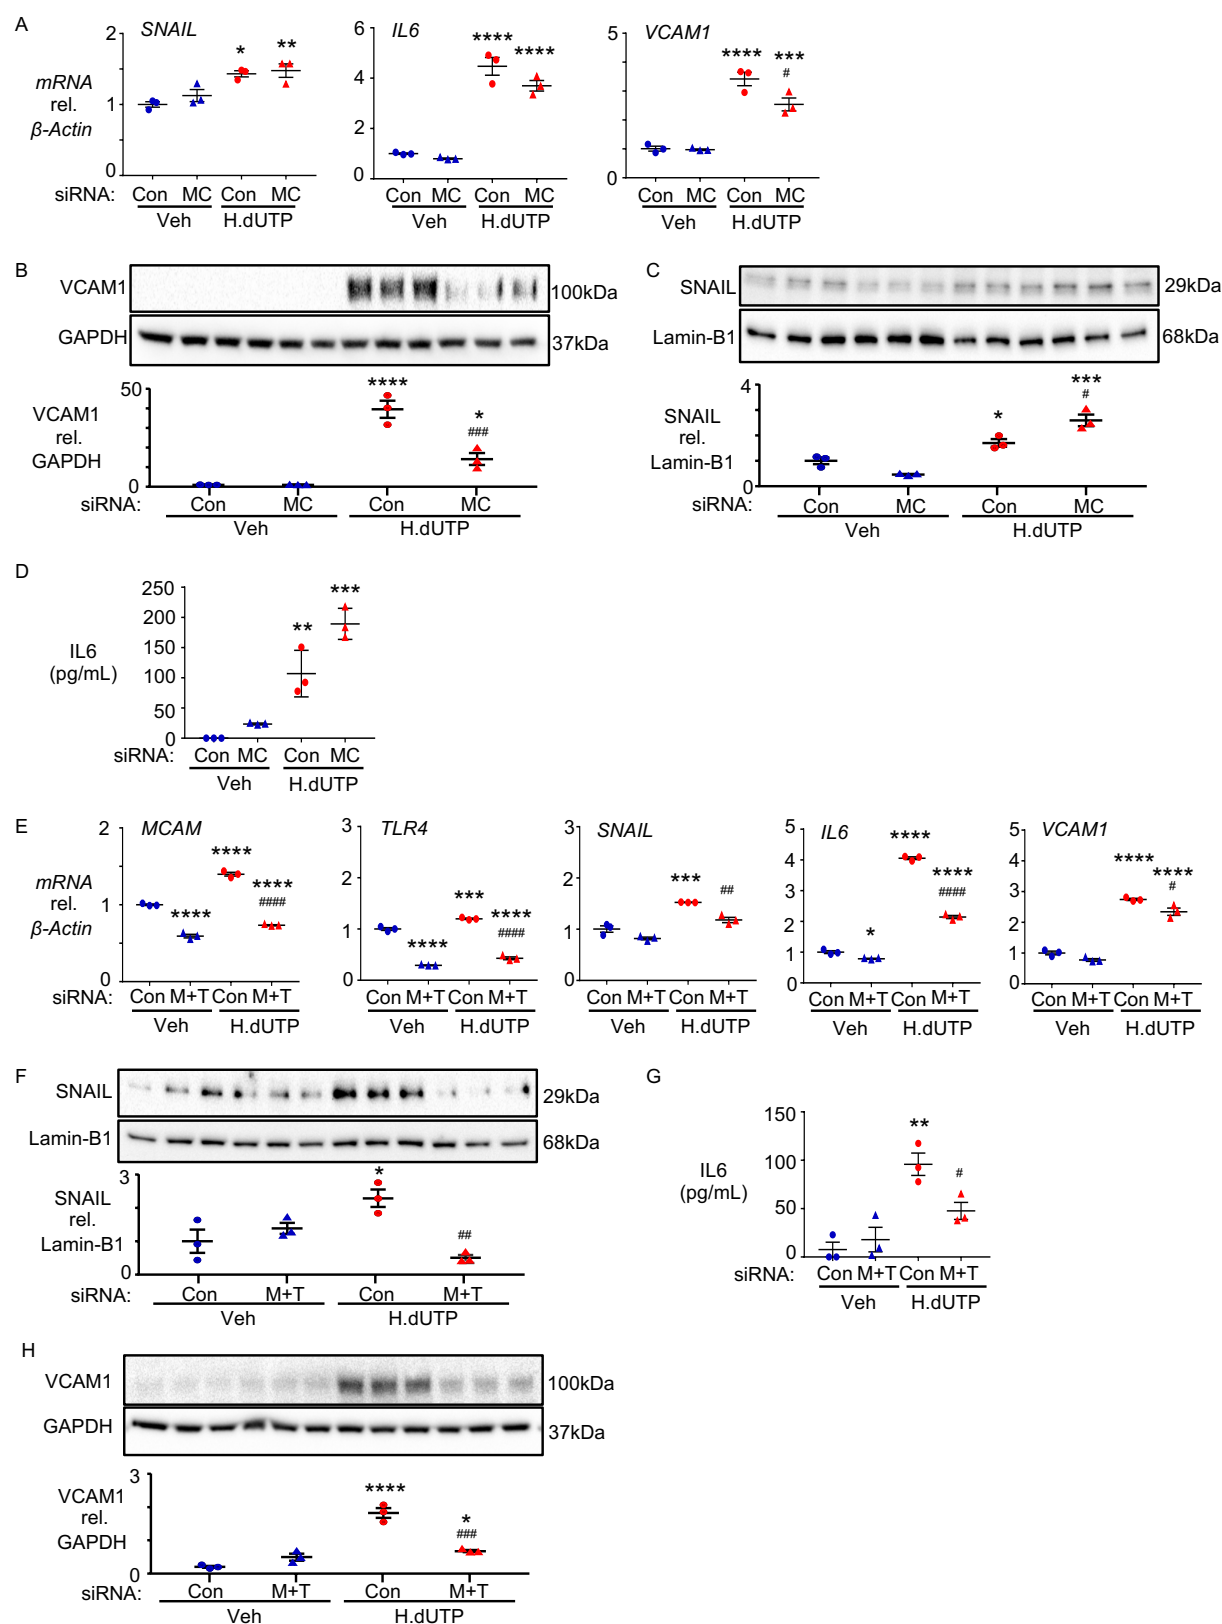 A
SNAIL
IL6
VCAM1
* ** **** **** **** ***
#
2
1
0
6
4
2
0
5
0
mRNA
rel.
β-Actin
siRNA: Con MC Con MC Con MC Con MC Con MC Con MC
Veh H.dUTP Veh H.dUTP Veh H.dUTP
B
VCAM1 100kDa
GAPDH 37kDa
50
0
VCAM1
rel.
GAPDH
****
*
###
siRNA: Con MC Con MC
Veh H.dUTP
C
SNAIL 29kDa
Lamin-B1 68kDa
4
2
0
SNAIL
rel.
Lamin-B1
*
***
#
siRNA: Con MC Con MC
Veh H.dUTP
D
250
200
150
100
50
0
IL6
(pg/mL)
**
***
siRNA: Con MC Con MC
Veh H.dUTP
E
MCAM
TLR4
SNAIL
IL6
VCAM1
mRNA
rel.
β-Actin
2
1
0
****
****
****
####
3
2
1
0
****
***
****
####
3
2
1
0
***
##
5
4
3
2
1
0
*
****
****
####
5
4
3
2
1
0
****
****
#
Con M+T Con M+T Con M+T Con M+T Con M+T Con M+T Con M+T Con M+T Con M+T Con M+T
siRNA: Veh H.dUTP Veh H.dUTP Veh H.dUTP Veh H.dUTP Veh H.dUTP
F
SNAIL 29kDa
Lamin-B1 68kDa
3
0
SNAIL
rel.
Lamin-B1
*
##
siRNA: Con M+T Con M+T
Veh H.dUTP
G
150
100
50
0
IL6
(pg/mL)
**
#
siRNA: Con M+T Con M+T
Veh H.dUTP
H
VCAM1 100kDa
GAPDH 37kDa
3
0
VCAM1
rel.
GAPDH
****
*
###
siRNA: Con M+T Con M+T
Veh H.dUTP